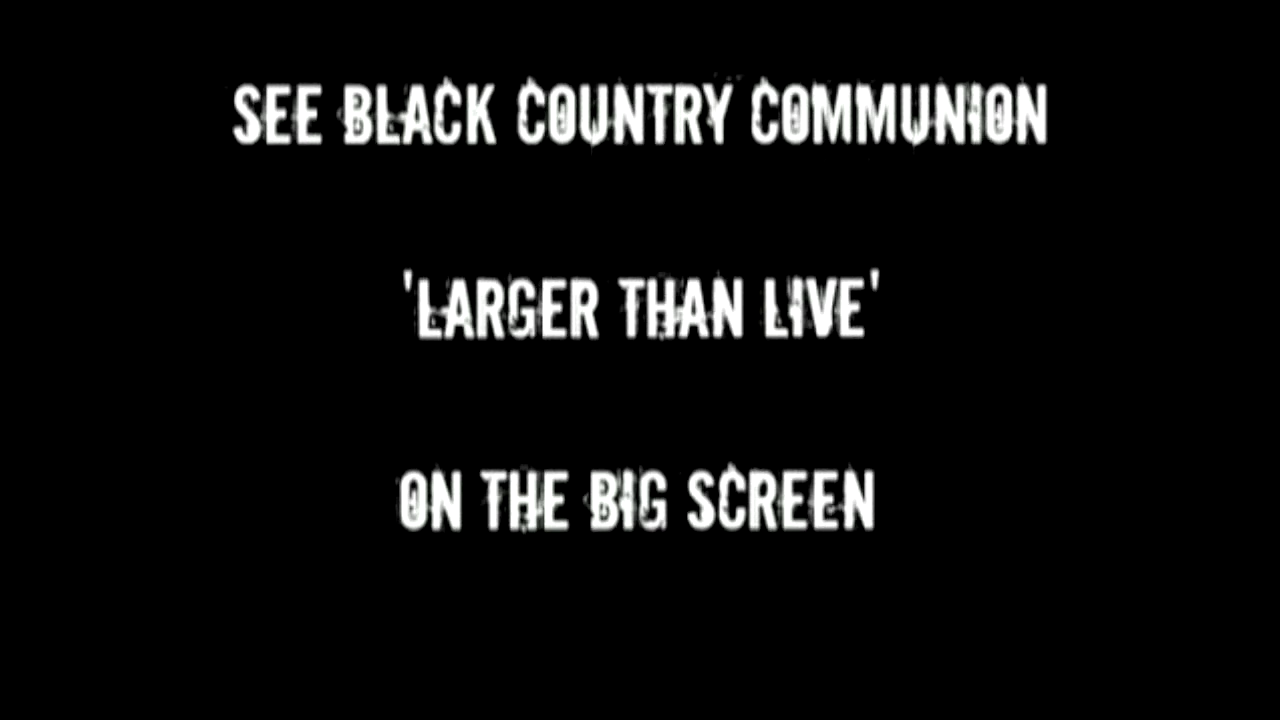 SEE BLACK COUNTRY COMMUNION
'LARGER THAN LIVE'
ON THE BIG SCREEN